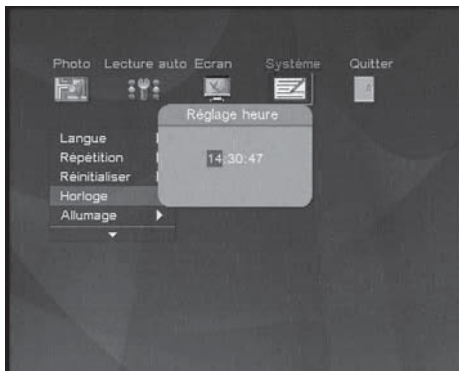 Photo Lecture auto Ecran Système Quitter
Réglage heure
Langue
Répétition
14:30:47
Réinitialiser
Horloge
Allumage